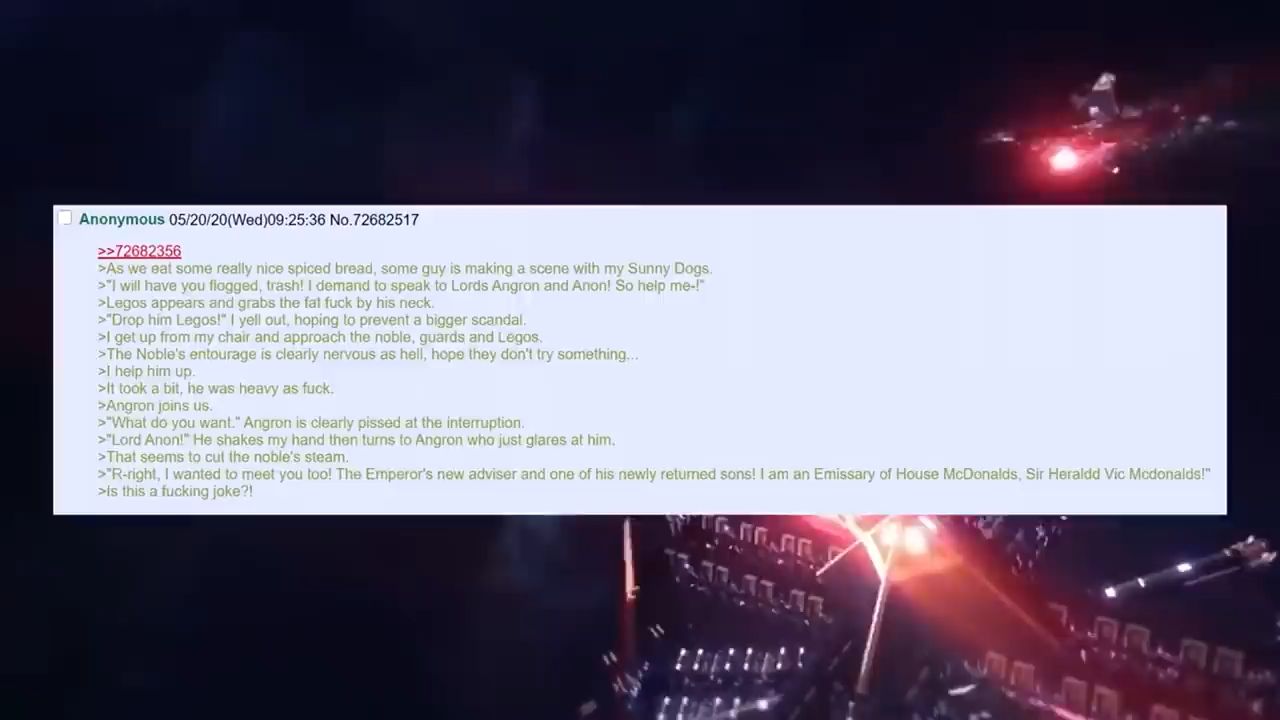 Anonymous 05/20/20(Wed)09:25:36 No.72682517
>>72682356
>As we eat some really nice spiced bread, some guy is making a scene with my Sunny Dogs.
>"I will have you flogged, trash! I demand to speak to Lords Angron and Anon! So help me-!"
>Legos appears and grabs the fat fuck by his neck.
>"Drop him Legos!" I yell out, hoping to prevent a bigger scandal.
>I get up from my chair and approach the noble, guards and Legos.
>The Noble's entourage is clearly nervous as hell, hope they don't try something...
>I help him up.
>It took a bit, he was heavy as fuck.
>Angron joins us.
>"What do you want." Angron is clearly pissed at the interruption.
>"Lord Anon!" He shakes my hand then turns to Angron who just glares at him.
>That seems to cut the noble's steam.
>"R-right, I wanted to meet you too! The Emperor's new adviser and one of his newly returned sons! I am an Emissary of House McDonalds, Sir Heraldd Vic Mcdonalds!"
>Is this a fucking joke?!